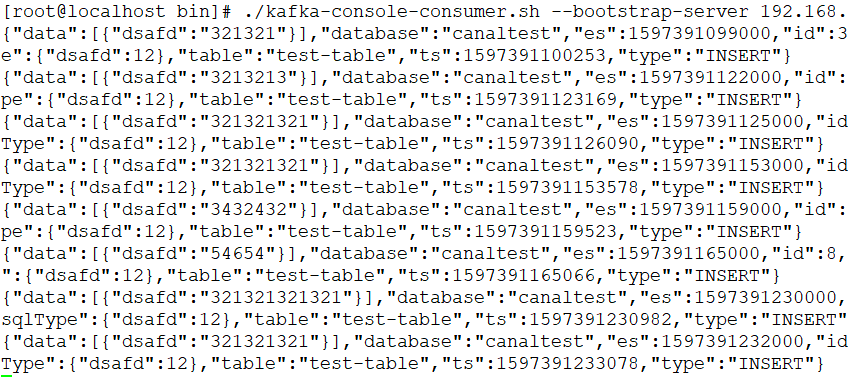 [root@localhost bin]# ./kafka-console-consumer.sh --bootstrap-server 192.168.
{"data":[{"dsafd":"321321"}],"database":"canaltest","es":1597391099000,"id":3
e":{"dsafd":12},"table":"test-table","ts":1597391100253,"type":"INSERT"}
{"data":[{"dsafd":"3213213"}],"database":"canaltest","es":1597391122000,"id":
pe":{"dsafd":12},"table":"test-table","ts":1597391123169,"type":"INSERT"}
{"data":[{"dsafd":"321321321"}],"database":"canaltest","es":1597391125000,"id
Type":{"dsafd":12},"table":"test-table","ts":1597391126090,"type":"INSERT"}
{"data":[{"dsafd":"321321321"}],"database":"canaltest","es":1597391153000,"id
Type":{"dsafd":12},"table":"test-table","ts":1597391153578,"type":"INSERT"}
{"data":[{"dsafd":"3432432"}],"database":"canaltest","es":1597391159000,"id":
pe":{"dsafd":12},"table":"test-table","ts":1597391159523,"type":"INSERT"}
{"data":[{"dsafd":"54654"}],"database":"canaltest","es":1597391165000,"id":8,
":{"dsafd":12},"table":"test-table","ts":1597391165066,"type":"INSERT"}
{"data":[{"dsafd":"321321321321"}],"database":"canaltest","es":1597391230000,
sqlType":{"dsafd":12},"table":"test-table","ts":1597391230982,"type":"INSERT"
{"data":[{"dsafd":"321321"}],"database":"canaltest","es":1597391232000,"id
Type":{"dsafd":12},"table":"test-table","ts":1597391233078,"type":"INSERT"}